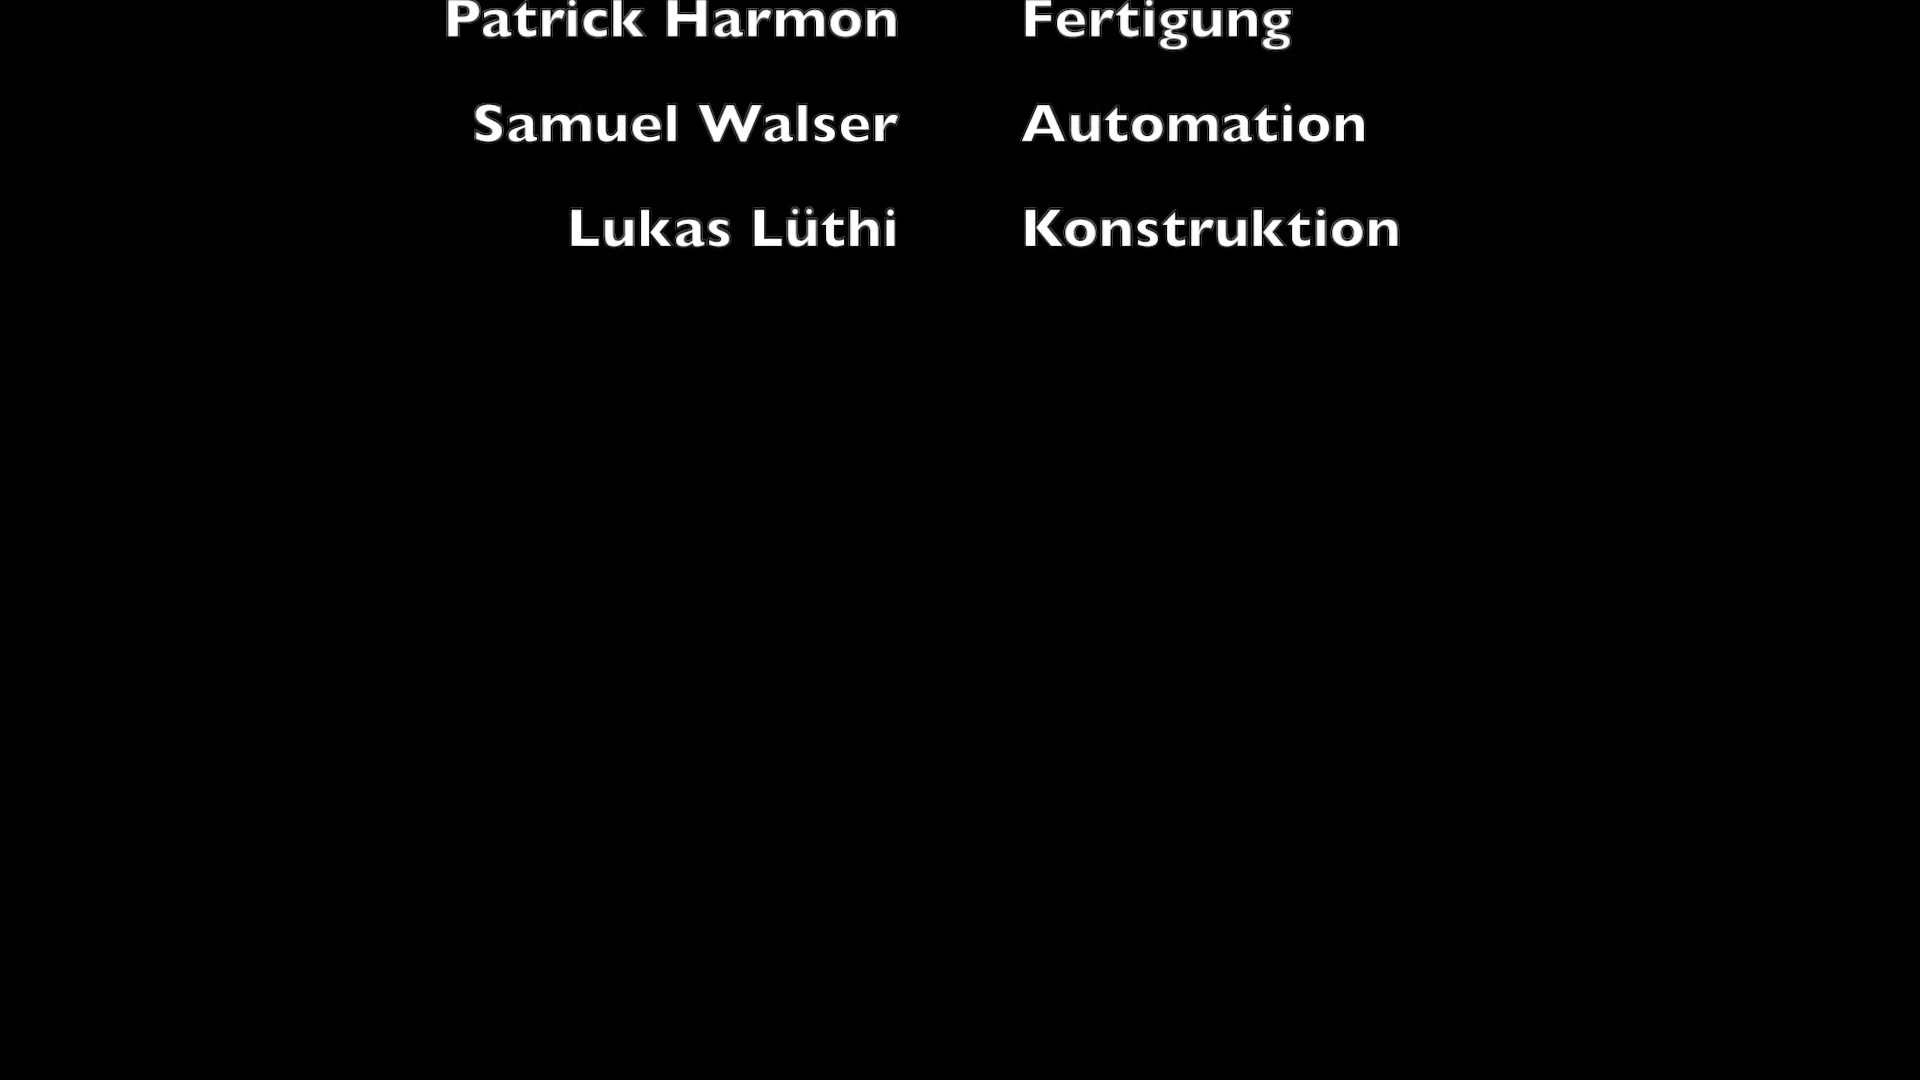 Patrick Harmon Fertigung
Samuel Walser Automation
Lukas Lüthi Konstruktion